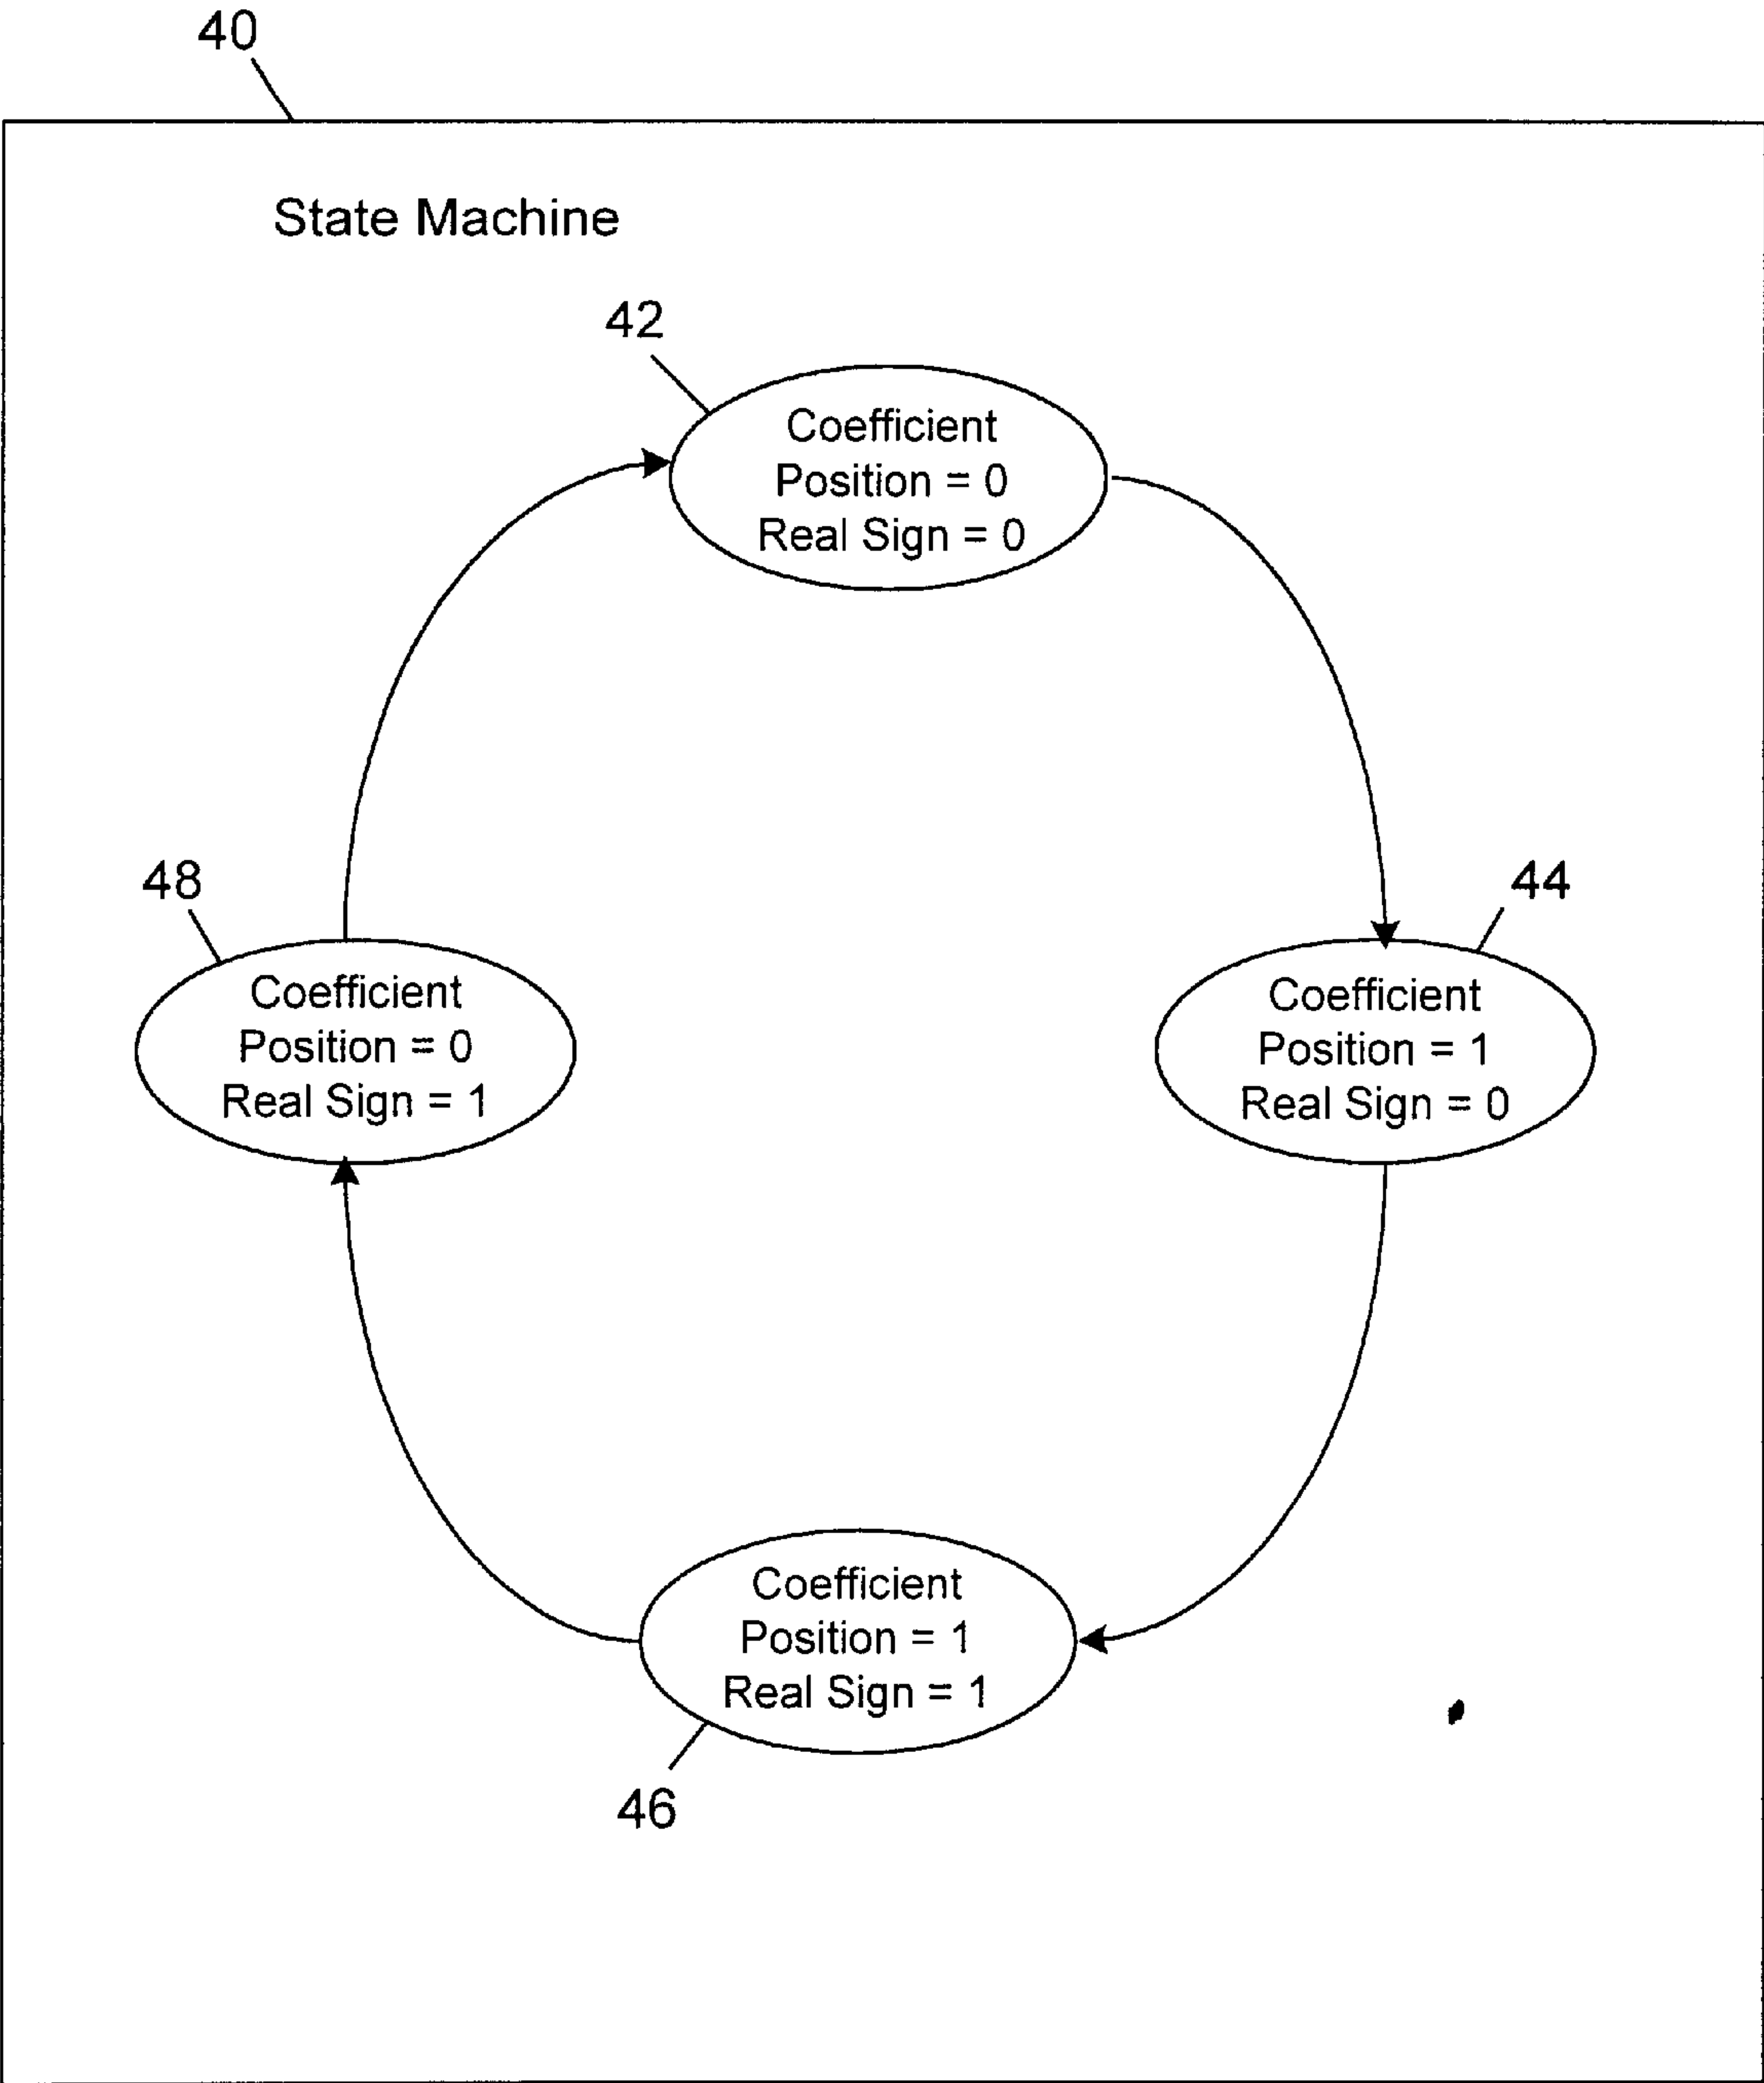 40
State Machine
42
Coefficient
Position = 0
Real Sign = 0
48
Coefficient
Position = 0
Real Sign = 1
44
Coefficient
Position = 1
Real Sign = 0
Coefficient
Position = 1
Real Sign = 1
46